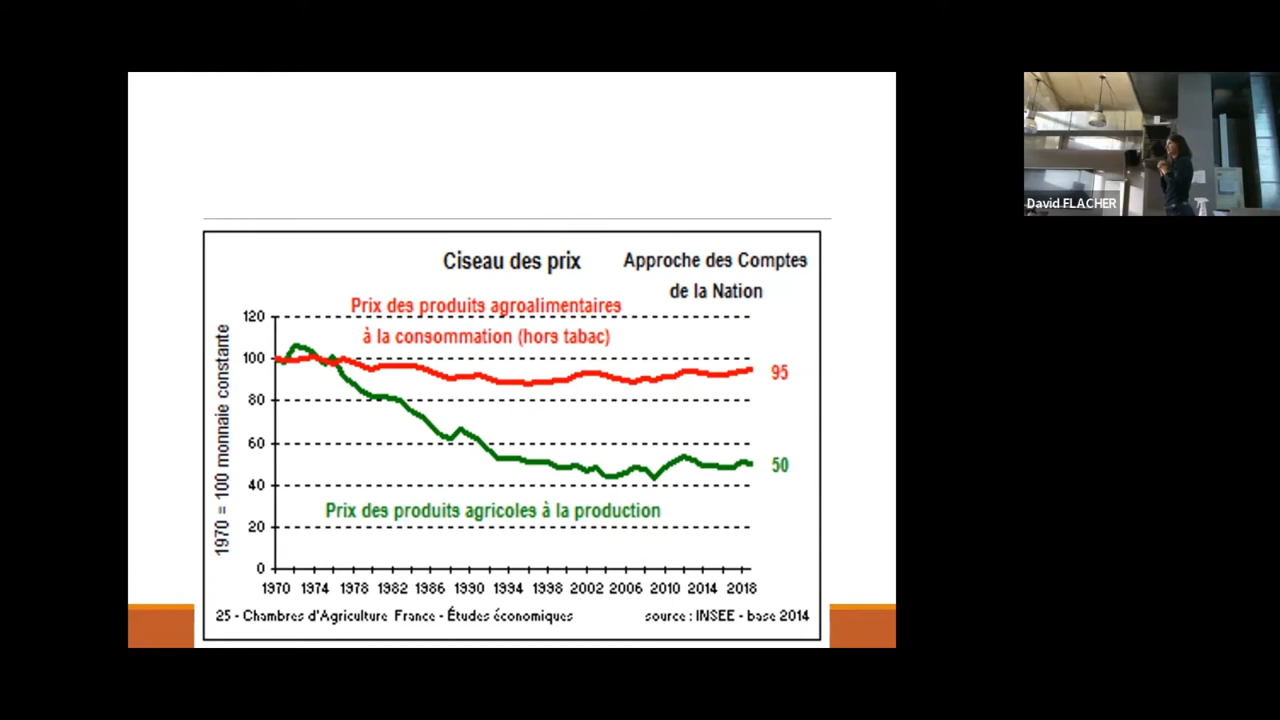 Ciseau des prix
Approche des Comptes
de la Nation
Prix des produits agroalimentaires
à la consommation (hors tabac)
1970 = 100 monnaie constante
120
100
80
60
40
20
0
95
50
Prix des produits agricoles à la production
1970 1974 1978 1982 1986 1990 1994 1998 2002 2006 2010 2014 2018
25 - Chambres d'Agriculture France - Études économiques
source : INSEE - base 2014
David FLACHER